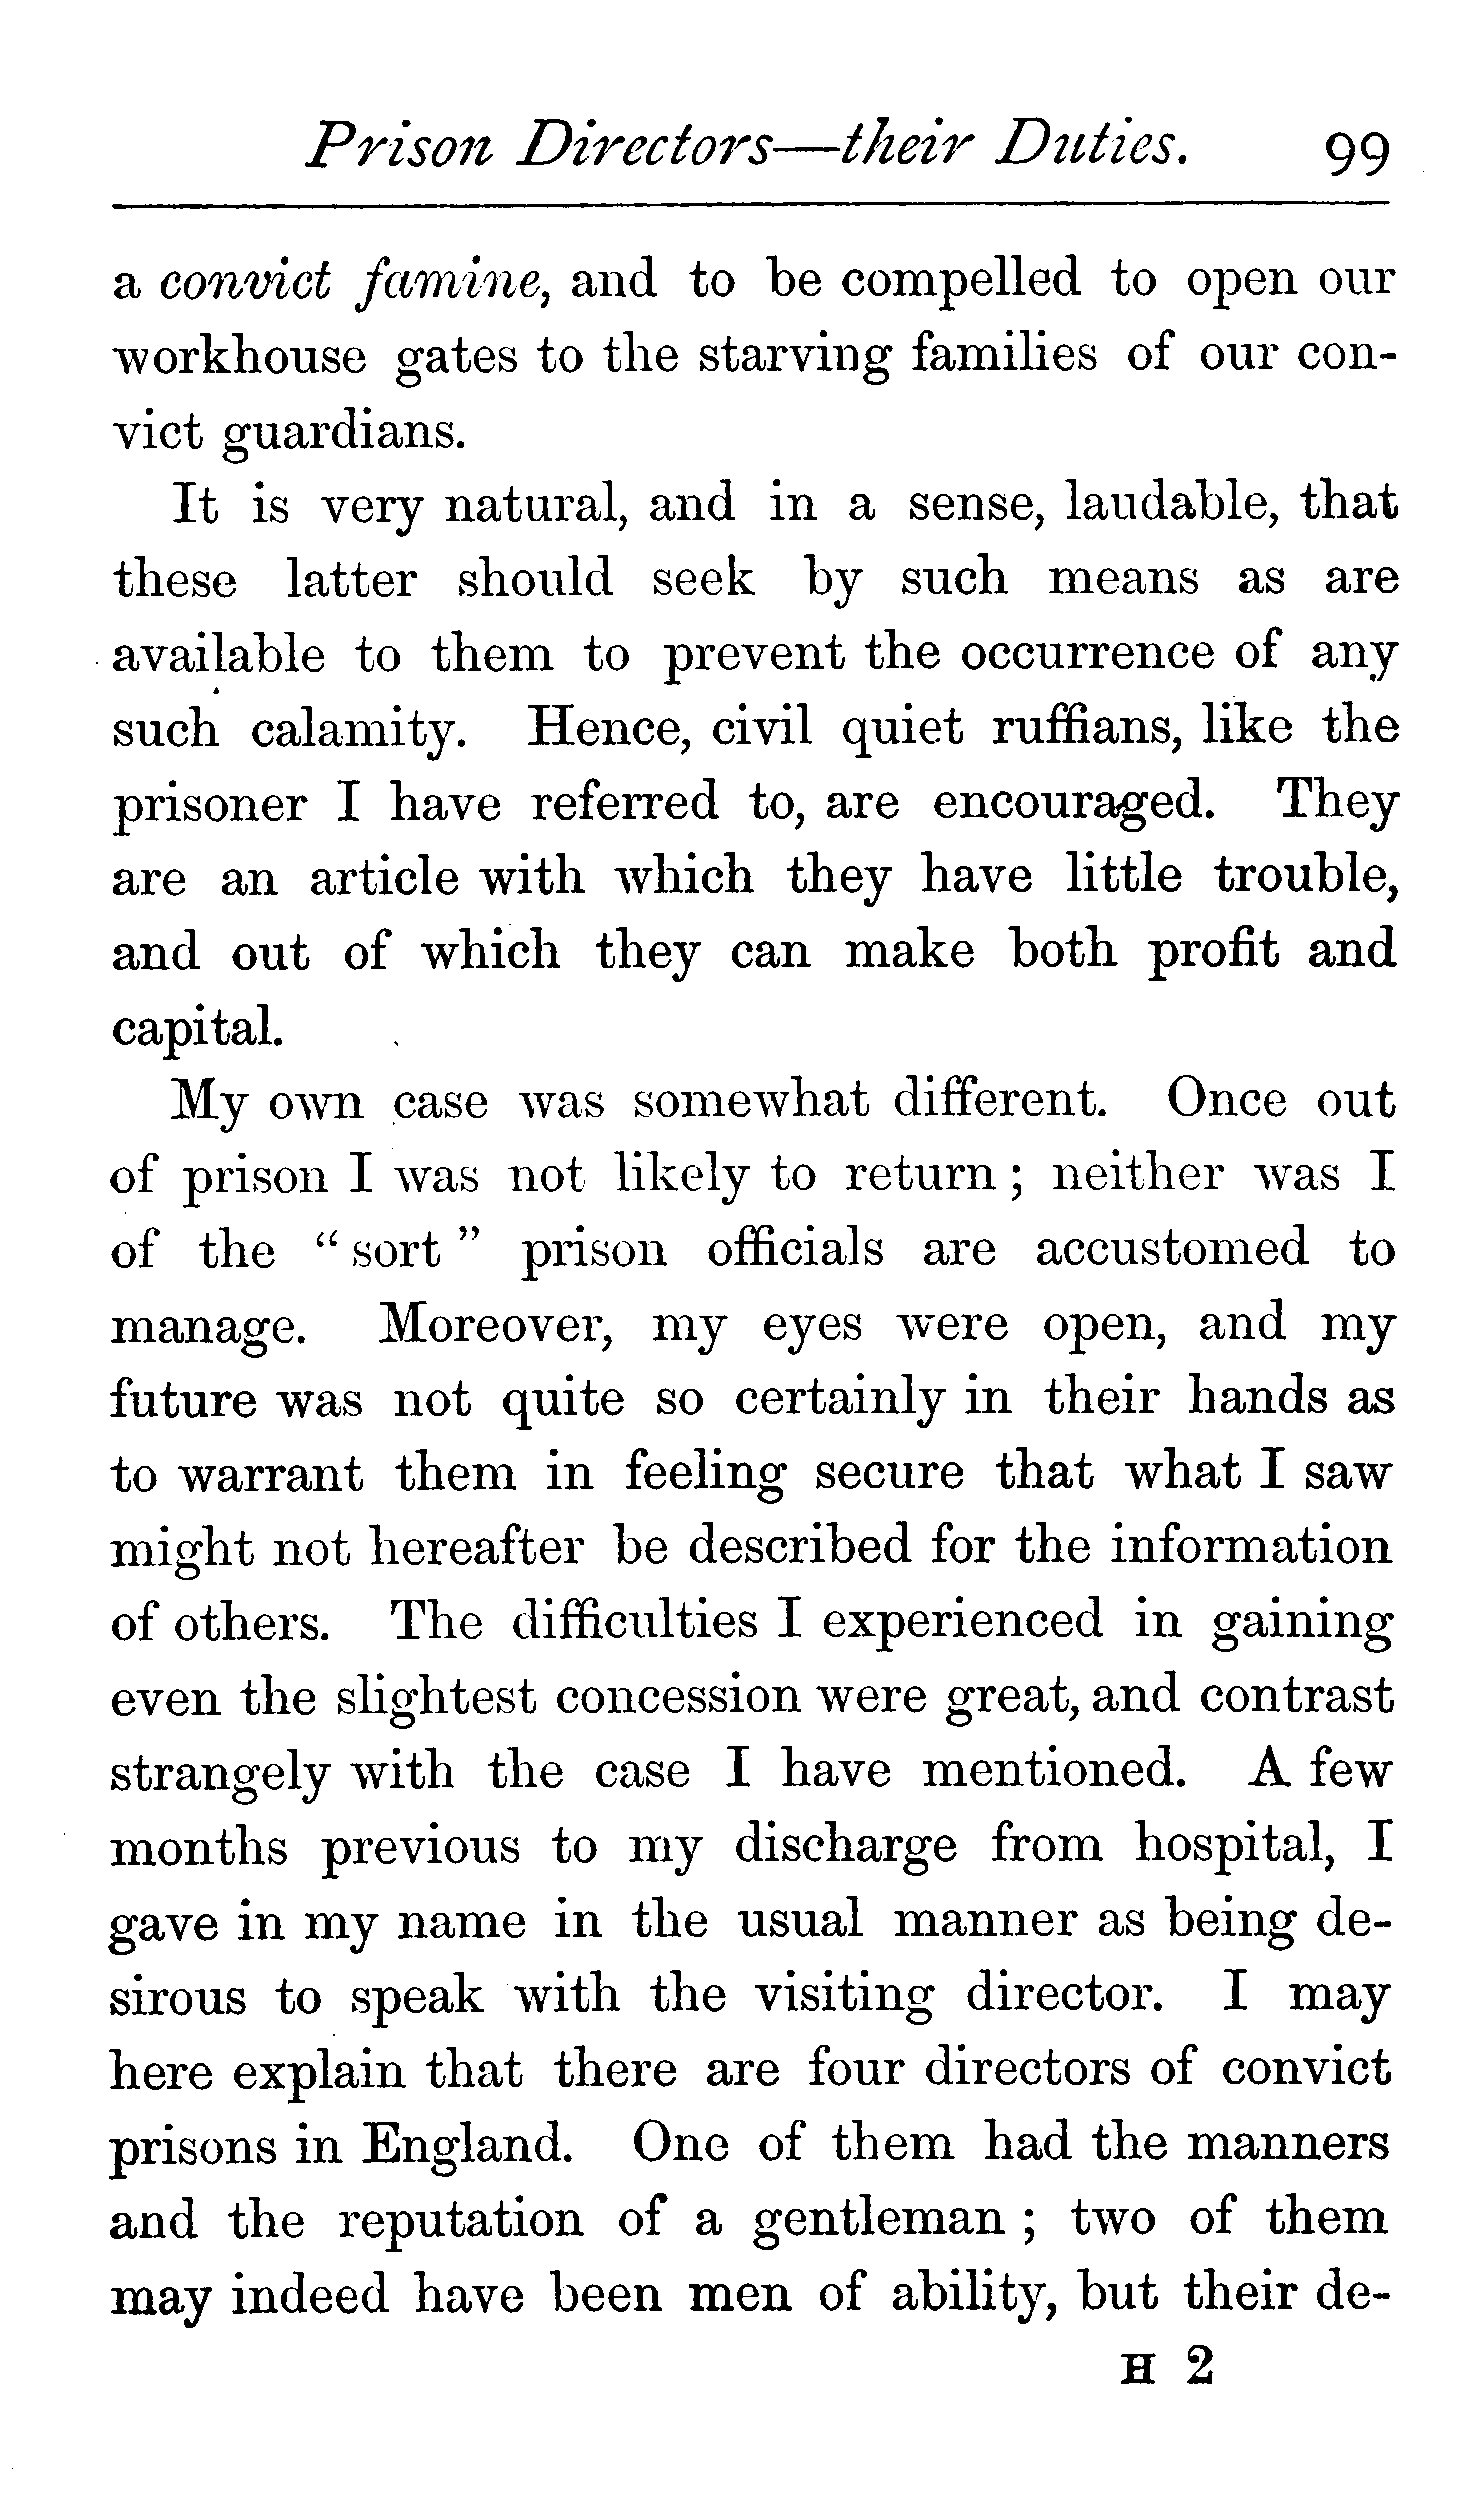 Prison Directors—their Duties. 99
a convict famine, and to be compelled to open our
workhouse gates to the starving families of our con-
vict guardians.
It is very natural, and in a sense, laudable, that
these latter should seek by such means as are
available to them to prevent the occurrence of any
such calamity. Hence, civil quiet ruffians, like the
prisoner I have referred to, are encouraged. They
are an article with which they have little trouble,
and out of which they can make both profit and
capital.
My own case was somewhat different. Once out
of prison I was not likely to return; neither was I
of the "sort" prison officials are accustomed to
manage. Moreover, my eyes were open, and my
future was not quite so certainly in their hands as
to warrant them in feeling secure that what I saw
might not hereafter be described for the information
of others. The difficulties I experienced in gaining
even the slightest concession were great, and contrast
strangely with the case I have mentioned. A few
months previous to my discharge from hospital, I
gave in my name in the usual manner as being de-
sirous to speak with the visiting director. I may
here explain that there are four directors of convict
prisons in England. One of them had the manners
and the reputation of a gentleman; two of them
may indeed have been men of ability, but their de-
H 2